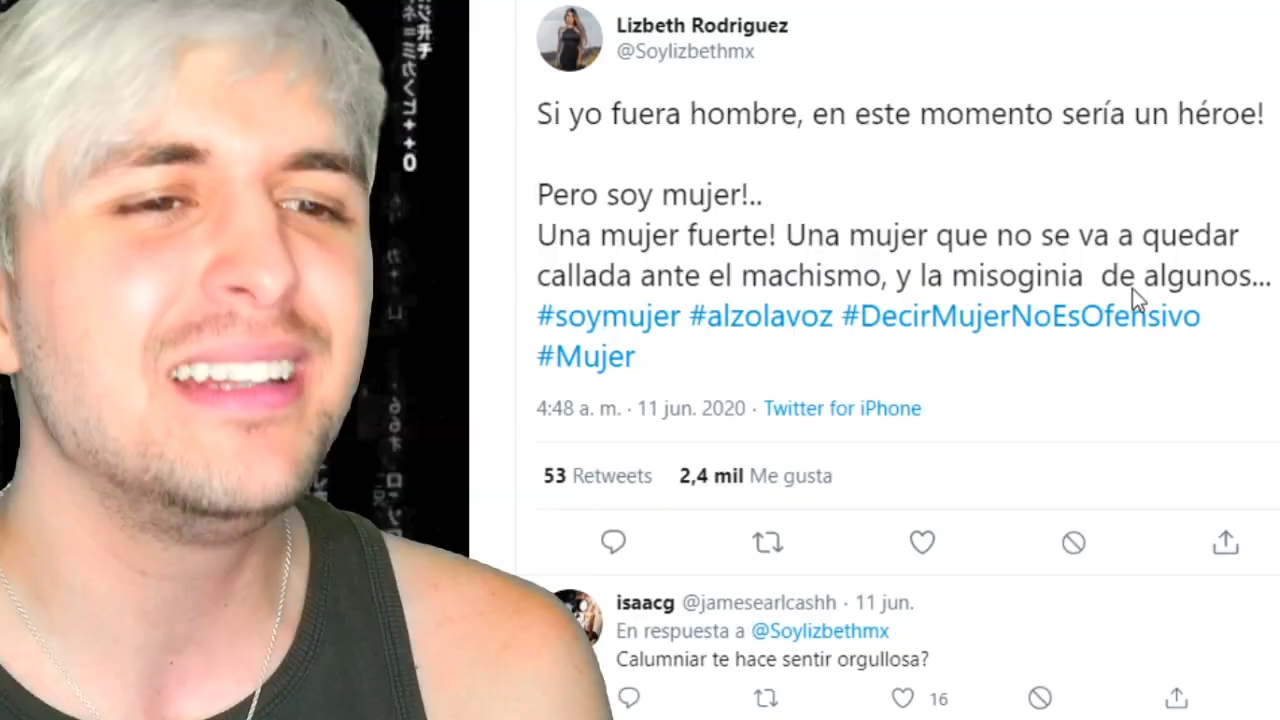 Lizbeth Rodriguez
@Soylizbethmx
Si yo fuera hombre, en este momento sería un héroe!
Pero soy mujer!..
Una mujer fuerte! Una mujer que no se va a quedar
callada ante el machismo, y la misoginia de algunos...
#soymujer #alzolavoz #DecirMujerNoEsOfensivo
#Mujer
4:48 a. m. · 11 jun. 2020 · Twitter for iPhone
53 Retweets 2,4 mil Me gusta
isaacg @jamesearlcashh · 11 jun.
En respuesta a @Soylizbethmx
Calumniar te hace sentir orgullosa?
16